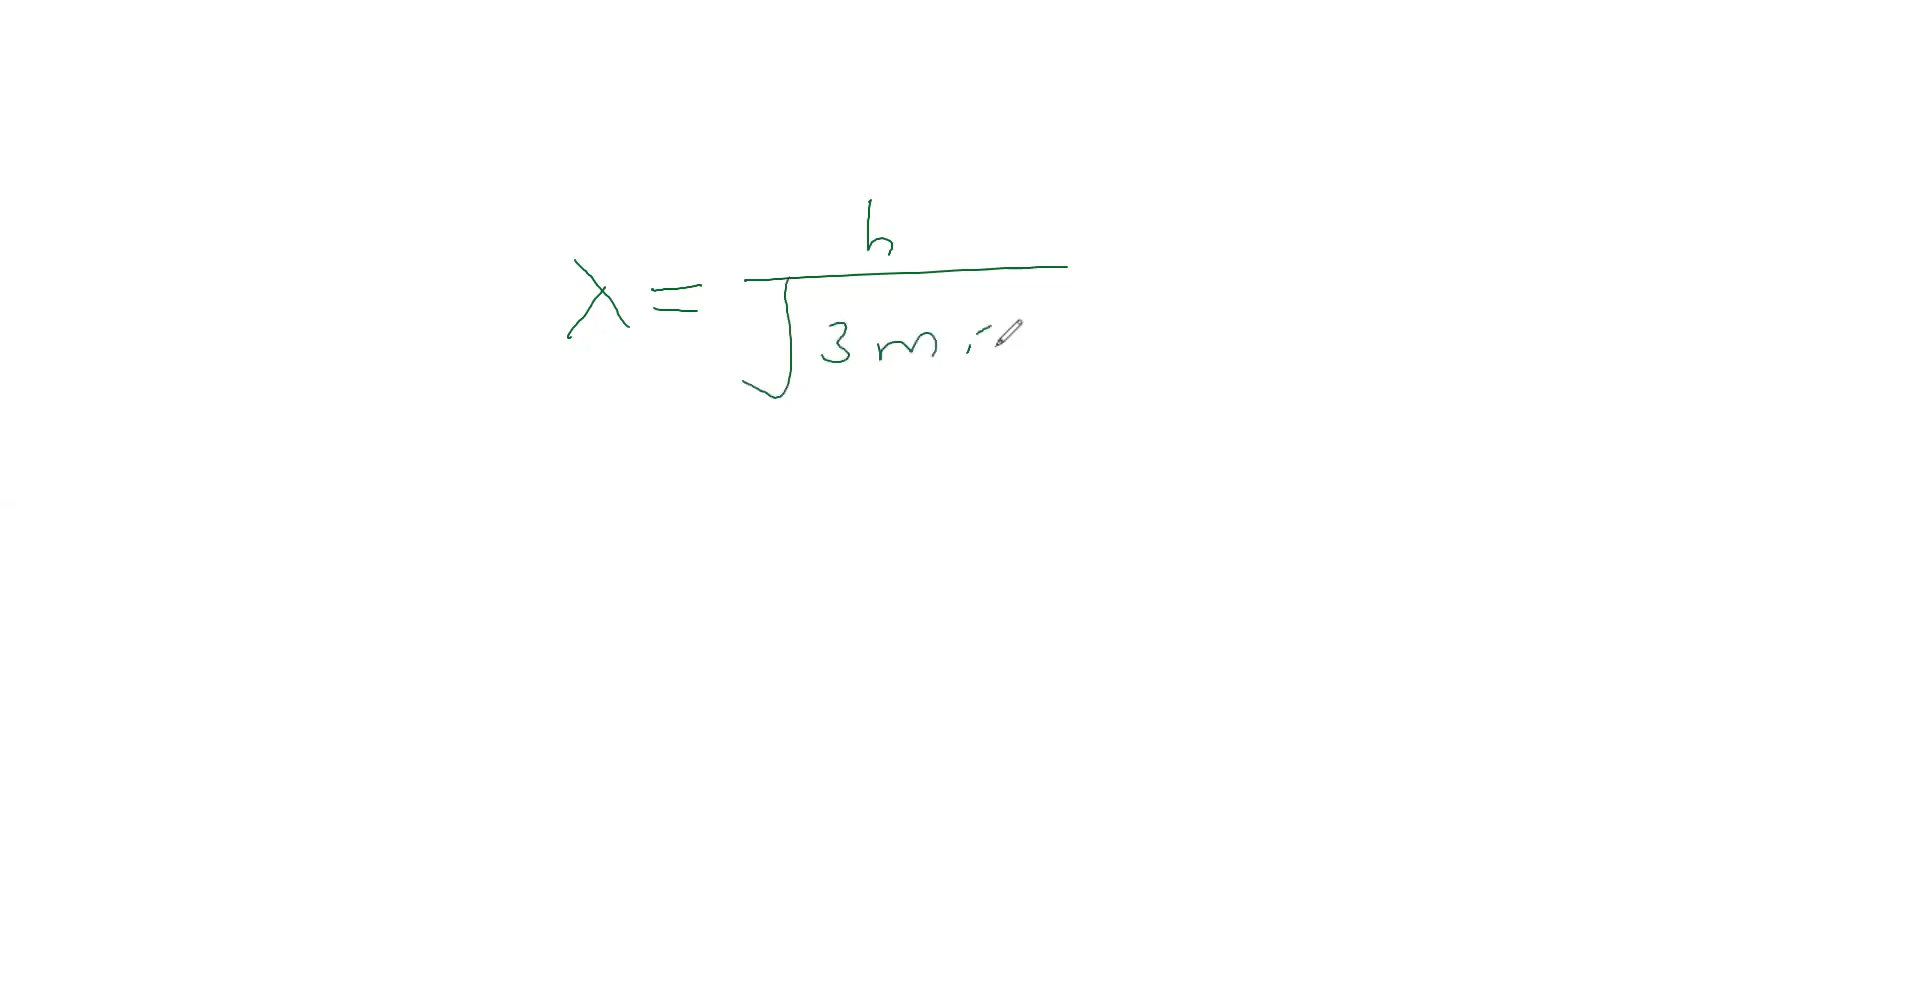 λ = h / √3m